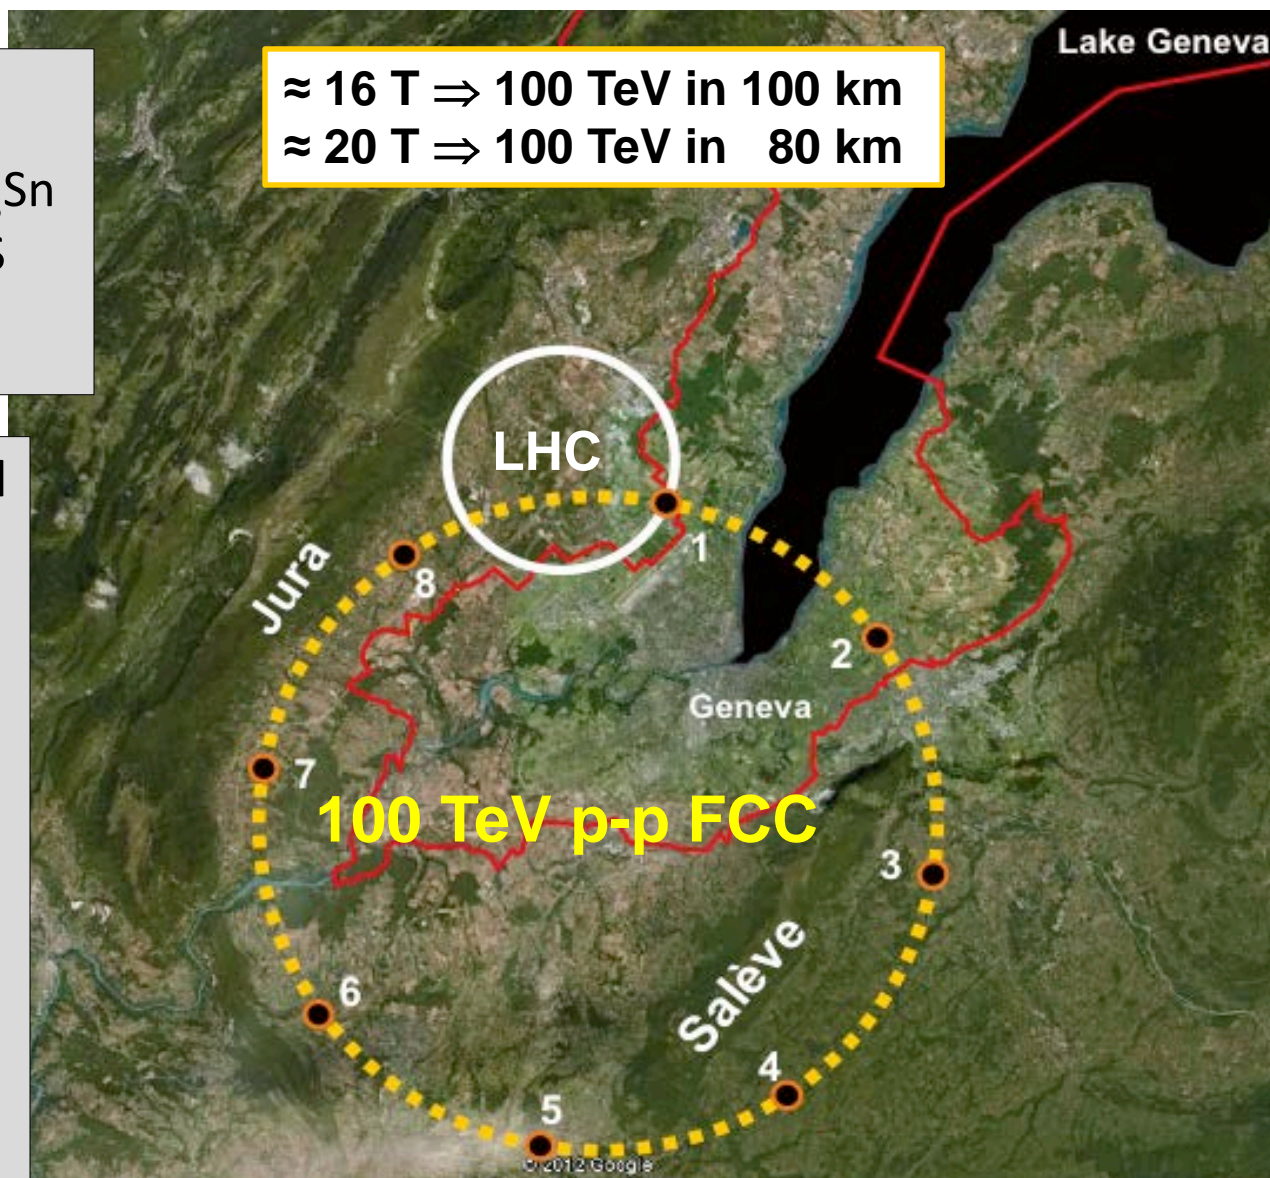 Lake Geneva
≈ 16 T ⇒ 100 TeV in 100 km
≈ 20 T ⇒ 100 TeV in 80 km
Sn
LHC
1
Jura
8
2
Geneva
7
100 TeV p-p FCC
3
Salève
6
4
5
© 2012 Google